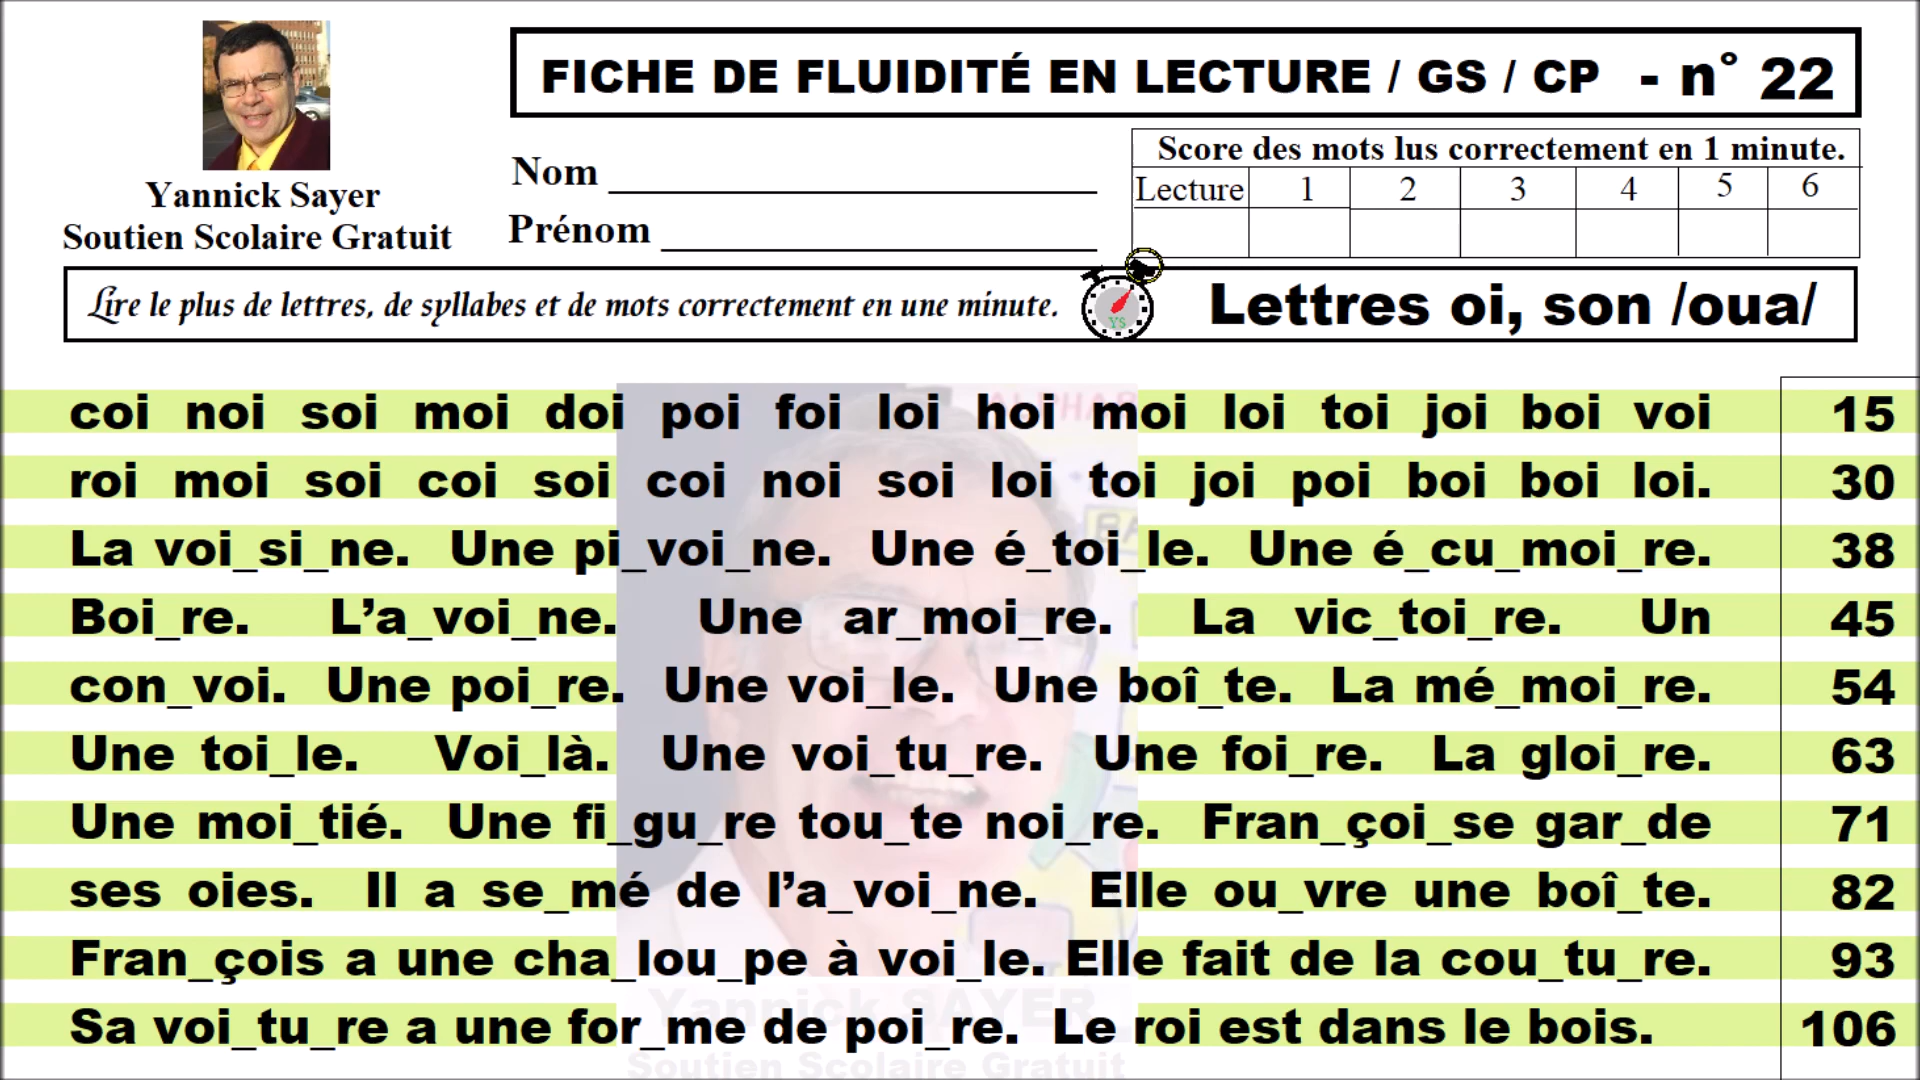 FICHE DE FLUIDITÉ EN LECTURE / GS / CP - n° 22
Yannick Sayer
Soutien Scolaire Gratuit
Nom
Prénom
Score des mots lus correctement en 1 minute.
Lecture 1 2 3 4 5 6
Lire le plus de lettres, de syllabes et de mots correctement en une minute.
YS
Lettres oi, son /oua/
coi noi soi moi doi poi foi loi hoi moi loi toi joi boi voi 15
roi moi soi coi soi coi noi soi loi toi joi poi boi boi loi. 30
La voi_si_ne. Une pi_voi_ne. Une é_toi_le. Une é_cu_moi_re. 38
Boi_re. L’a_voi_ne. Une ar_moi_re. La vic_toi_re. Un 45
con_voi. Une poi_re. Une voi_le. Une boî_te. La mé_moi_re. 54
Une toi_le. Voi_là. Une voi_tu_re. Une foi_re. La gloi_re. 63
Une moi_tié. Une fi_gu_re tou_te noi_re. Fran_çoi_se gar_de 71
ses oies. Il a se_mé de l’a_voi_ne. Elle ou_vre une boî_te. 82
Fran_çois a une cha_lou_pe à voi_le. Elle fait de la cou_tu_re. 93
Yannick SAYER
Sa voi_tu_re a une for_me de poi_re. Le roi est dans le bois. 106
Soutien Scolaire Gratuit